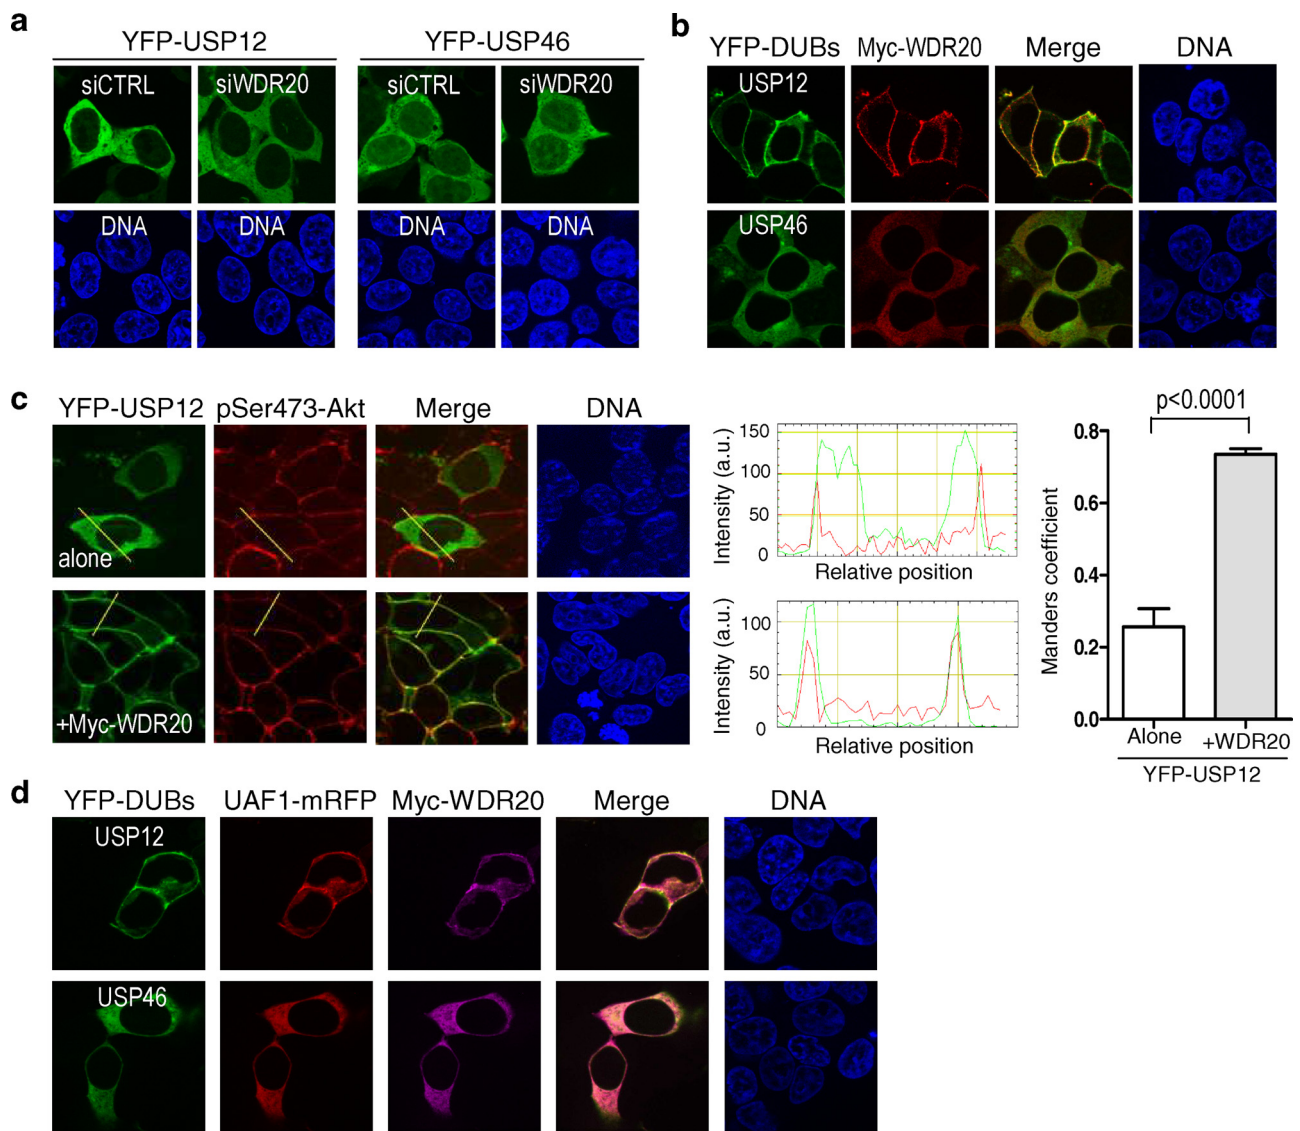 a
YFP-USP12
YFP-USP46
siCTRL
siWDR20
siCTRL
siWDR20
DNA
DNA
DNA
DNA
b
YFP-DUBs
Myc-WDR20
Merge
DNA
USP12
USP46
c
YFP-USP12
pSer473-Akt
Merge
DNA
alone
+Myc-WDR20
Intensity (a.u.)
150
100
50
0
Relative position
Intensity (a.u.)
100
50
0
Relative position
p<0.0001
Manders coefficient
0.8
0.6
0.4
0.2
0.0
Alone
+WDR20
YFP-USP12
d
YFP-DUBs
UAF1-mRFP
Myc-WDR20
Merge
DNA
USP12
USP46